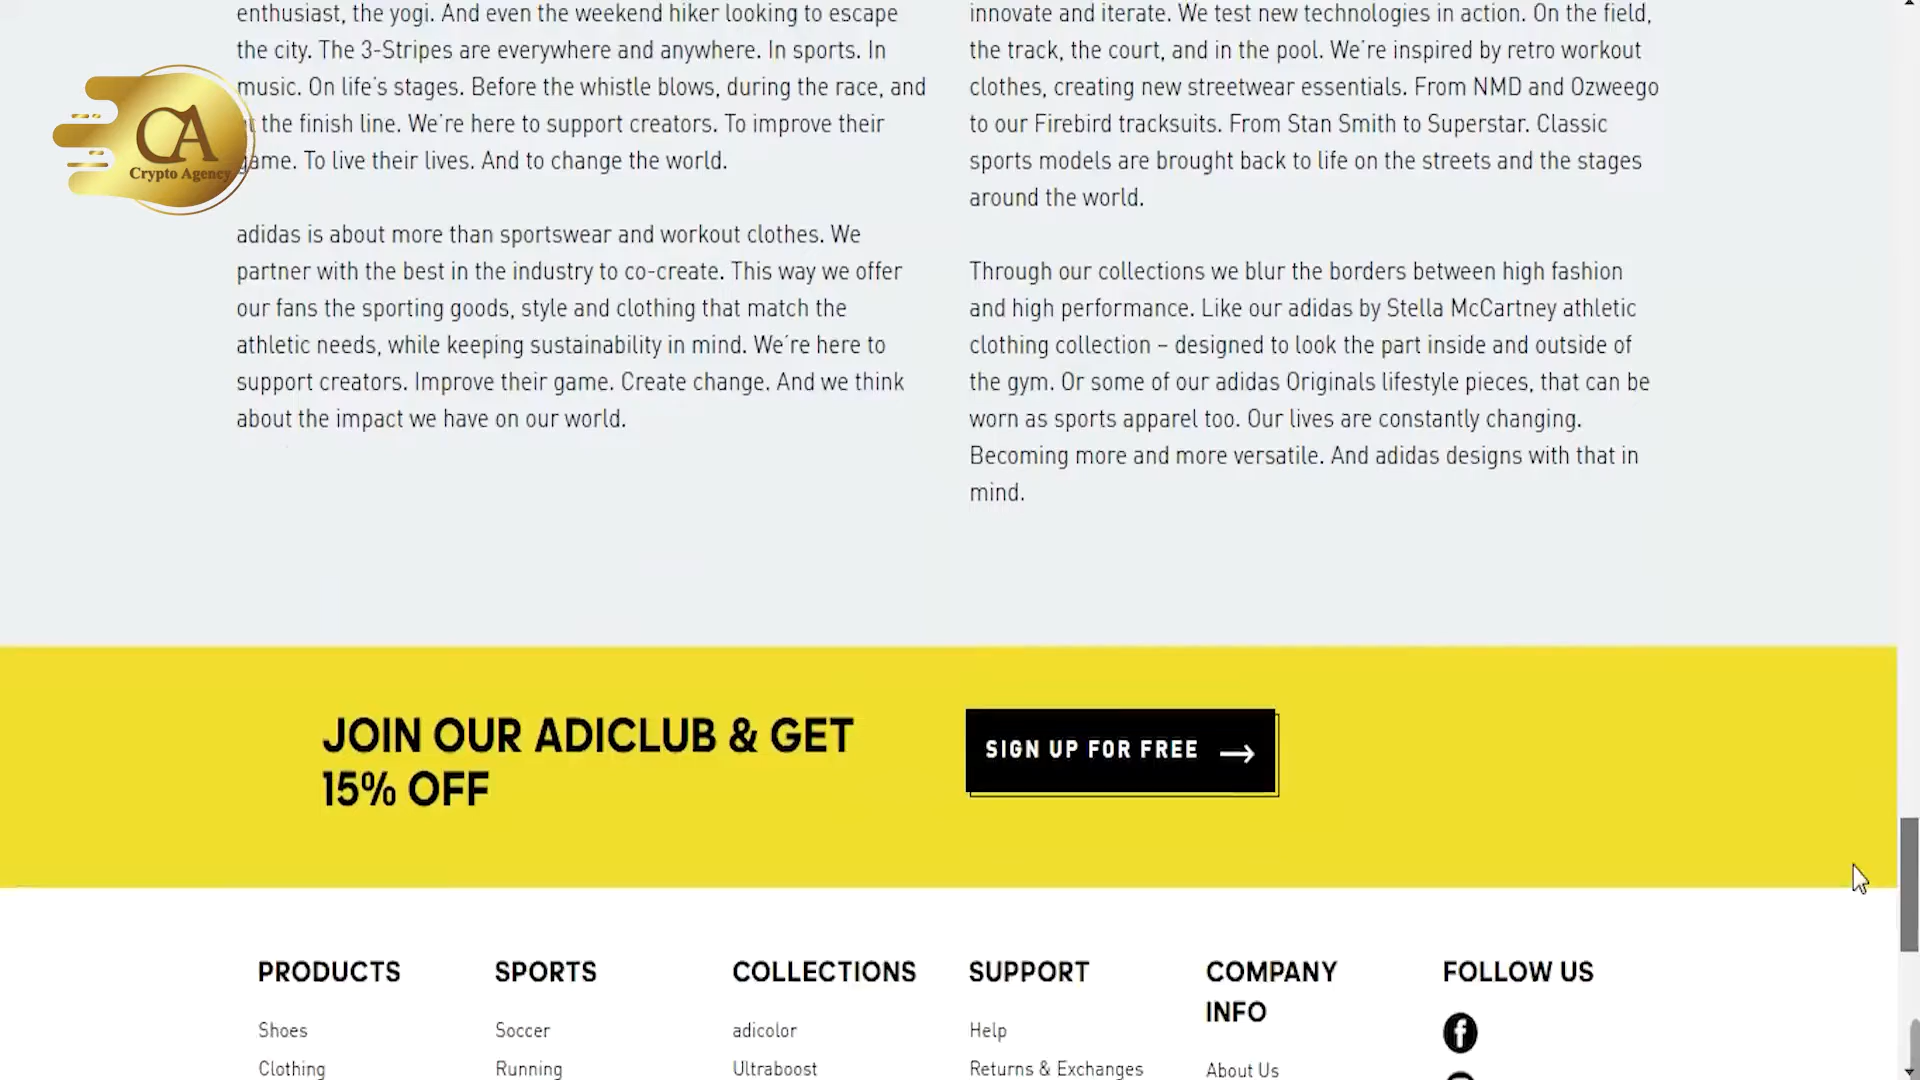 enthusiast, the yogi. And even the weekend hiker looking to escape
the city. The 3-Stripes are everywhere and anywhere. In sports. In
music. On life's stages. Before the whistle blows, during the race, and
the finish line. We're here to support creators. To improve their
game. To live their lives. And to change the world.
adidas is about more than sportswear and workout clothes. We
partner with the best in the industry to co-create. This way we offer
our fans the sporting goods, style and clothing that match the
athletic needs, while keeping sustainability in mind. We're here to
support creators. Improve their game. Create change. And we think
about the impact we have on our world.
innovate and iterate. We test new technologies in action. On the field,
the track, the court, and in the pool. We're inspired by retro workout
clothes, creating new streetwear essentials. From NMD and Ozweego
to our Firebird tracksuits. From Stan Smith to Superstar. Classic
sports models are brought back to life on the streets and the stages
around the world.
Through our collections we blur the borders between high fashion
and high performance. Like our adidas by Stella McCartney athletic
clothing collection – designed to look the part inside and outside of
the gym. Or some of our adidas Originals lifestyle pieces, that can be
worn as sports apparel too. Our lives are constantly changing.
Becoming more and more versatile. And adidas designs with that in
mind.
CA
Crypto Agency
JOIN OUR ADICLUB & GET
15% OFF
SIGN UP FOR FREE
PRODUCTS
Shoes
Clothing
SPORTS
Soccer
Running
COLLECTIONS
adicolor
Ultraboost
SUPPORT
Help
Returns & Exchanges
COMPANY
INFO
About Us
FOLLOW US